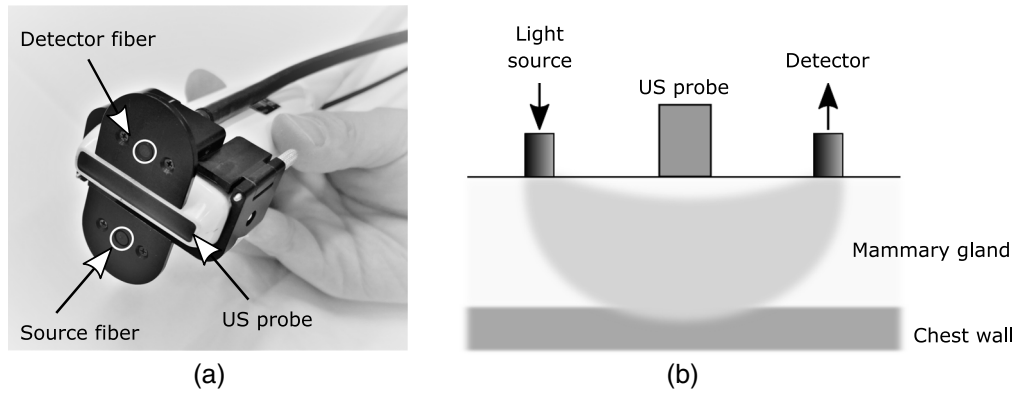 Detector fiber
Source fiber
US probe
(a)
Light
source
US probe
Detector
Mammary gland
Chest wall
(b)